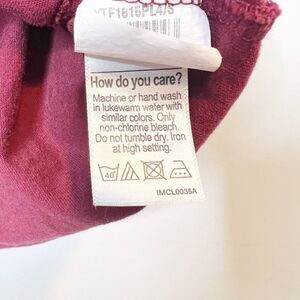 YTF1815PL4/S
How do you care?
Machine or hand wash
in lukewarm water with
similar colors. Only
non-chlorine bleach.
Do not tumble dry. Iron
at high setting.
40°
IMCL0035A